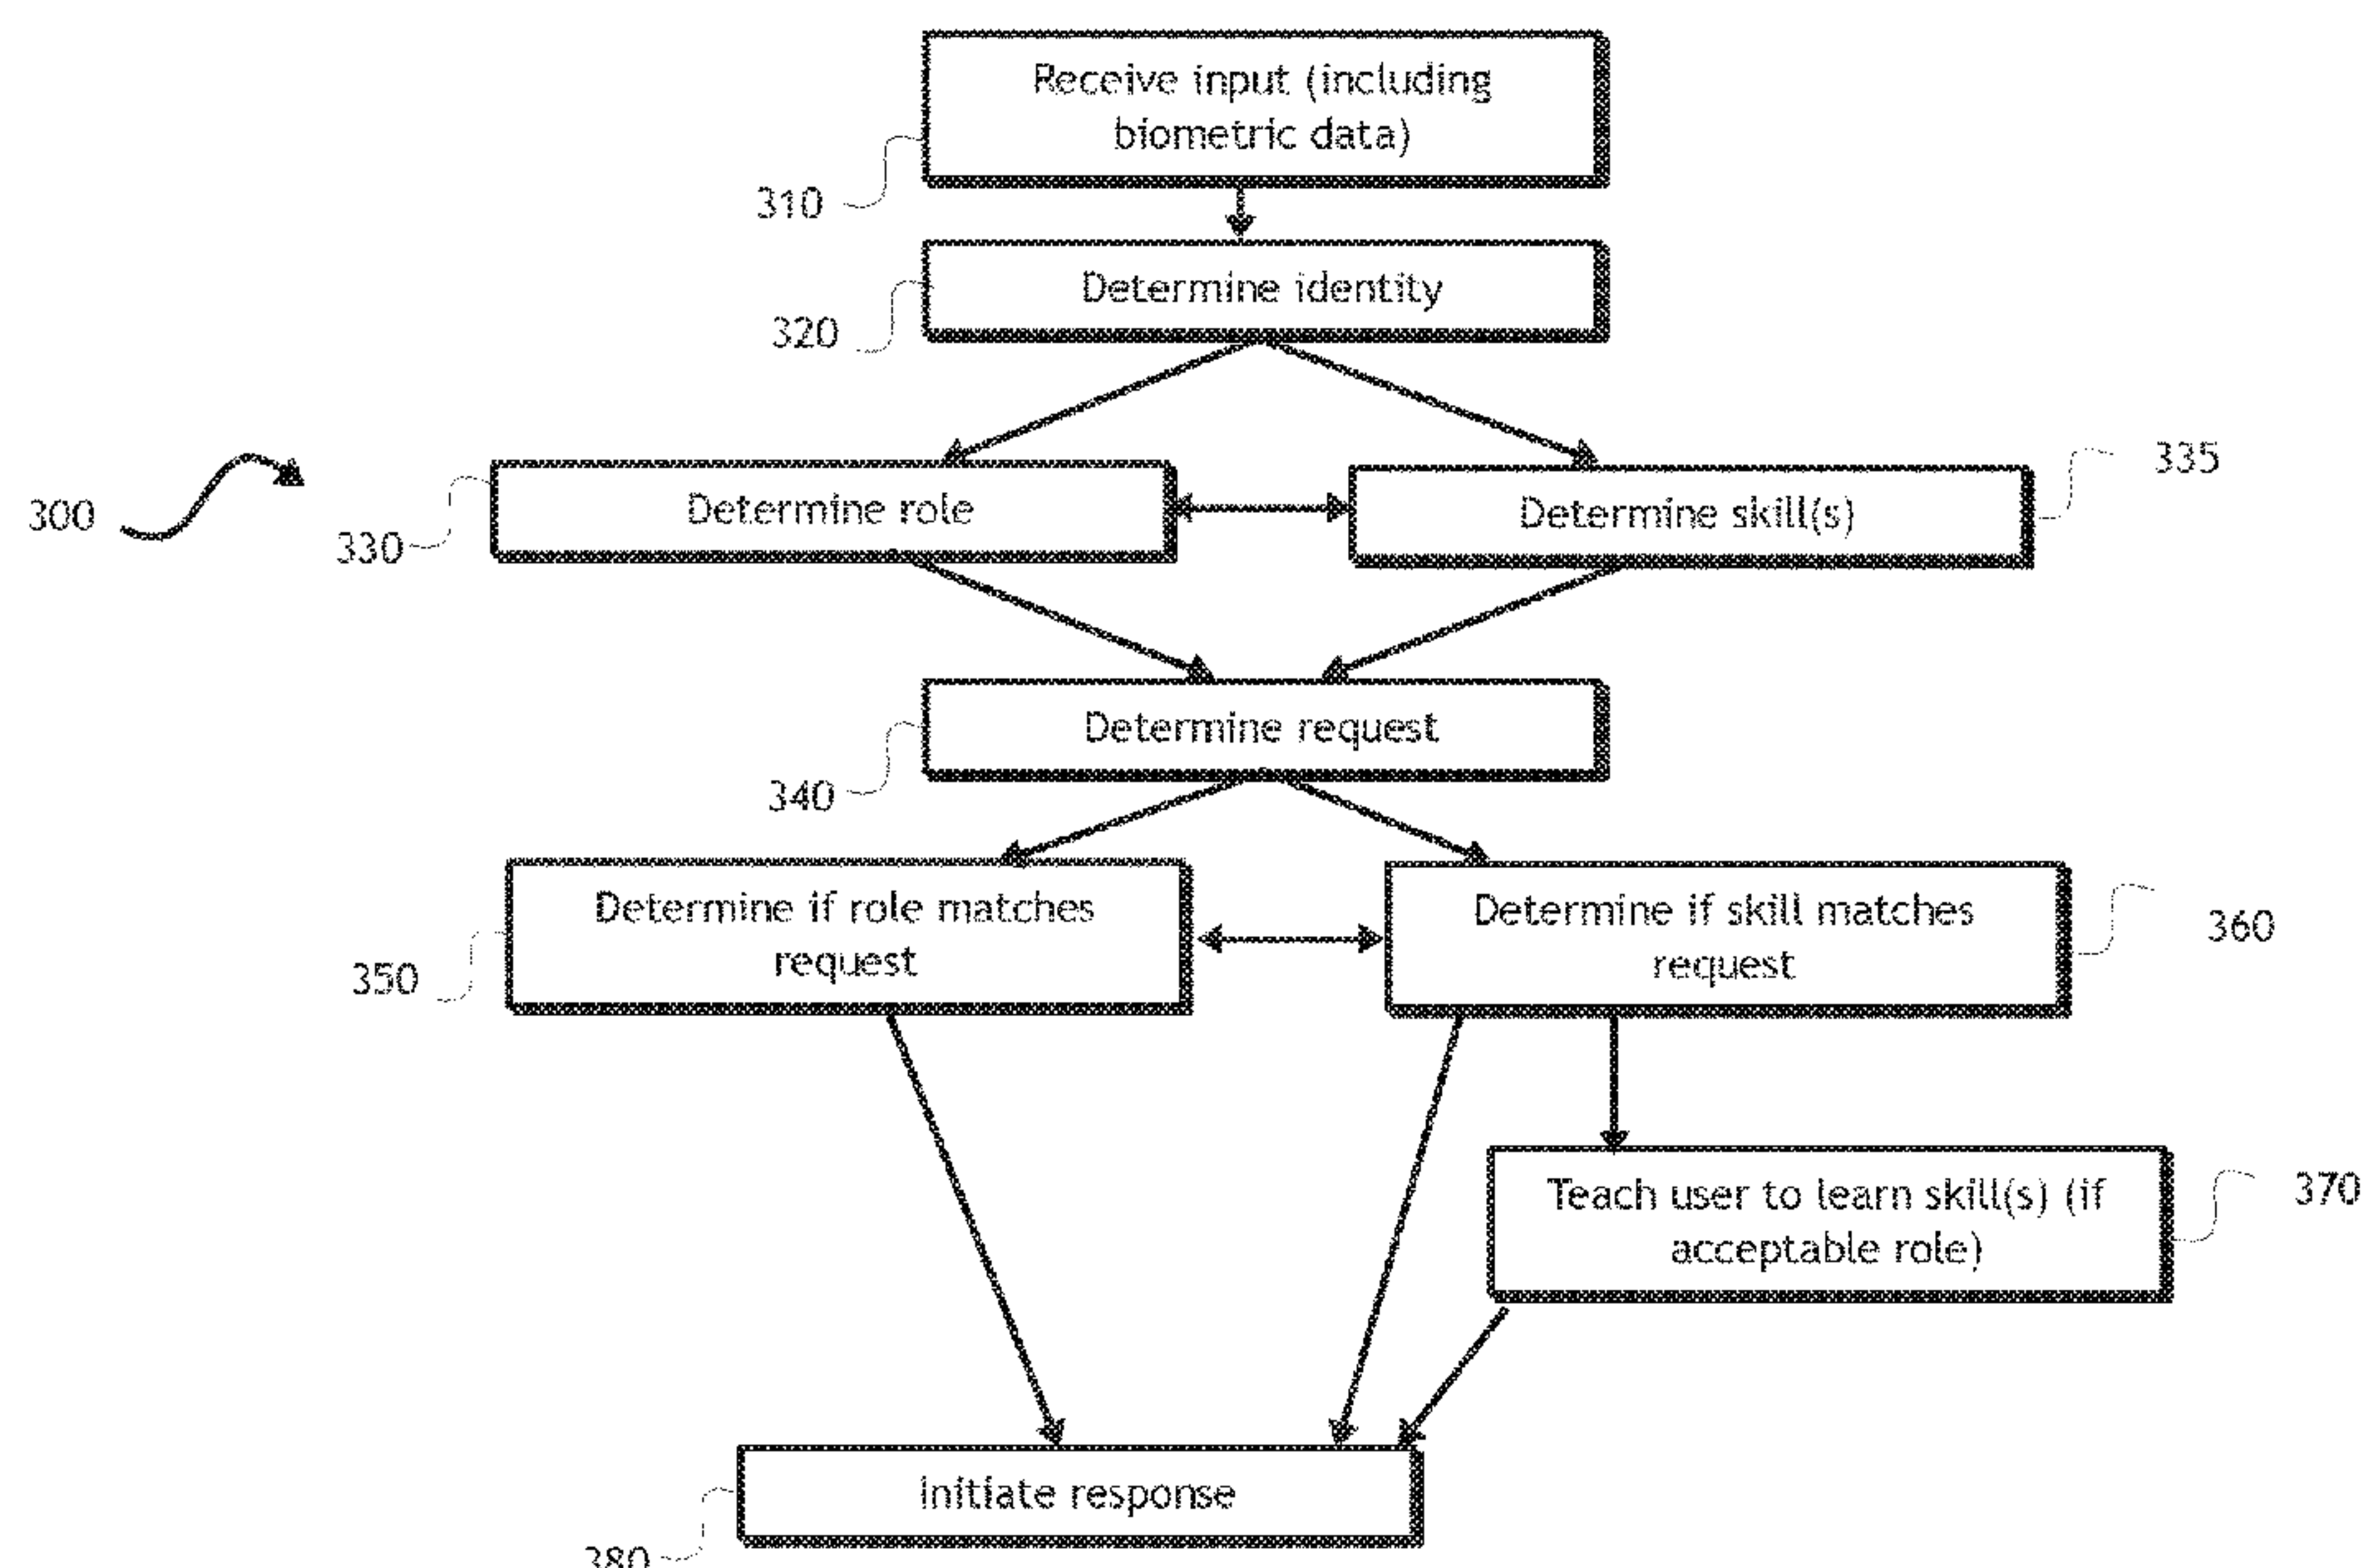 Receive input (including
biometric data)
310
Determine identity
320
335
300
Determine role
Determine skill(s)
330
Determine request
340
Determine if role matches
request
Determine if skill matches
request
350
360
Teach user to learn skill(s) (if
acceptable role)
370
Initiate response
380